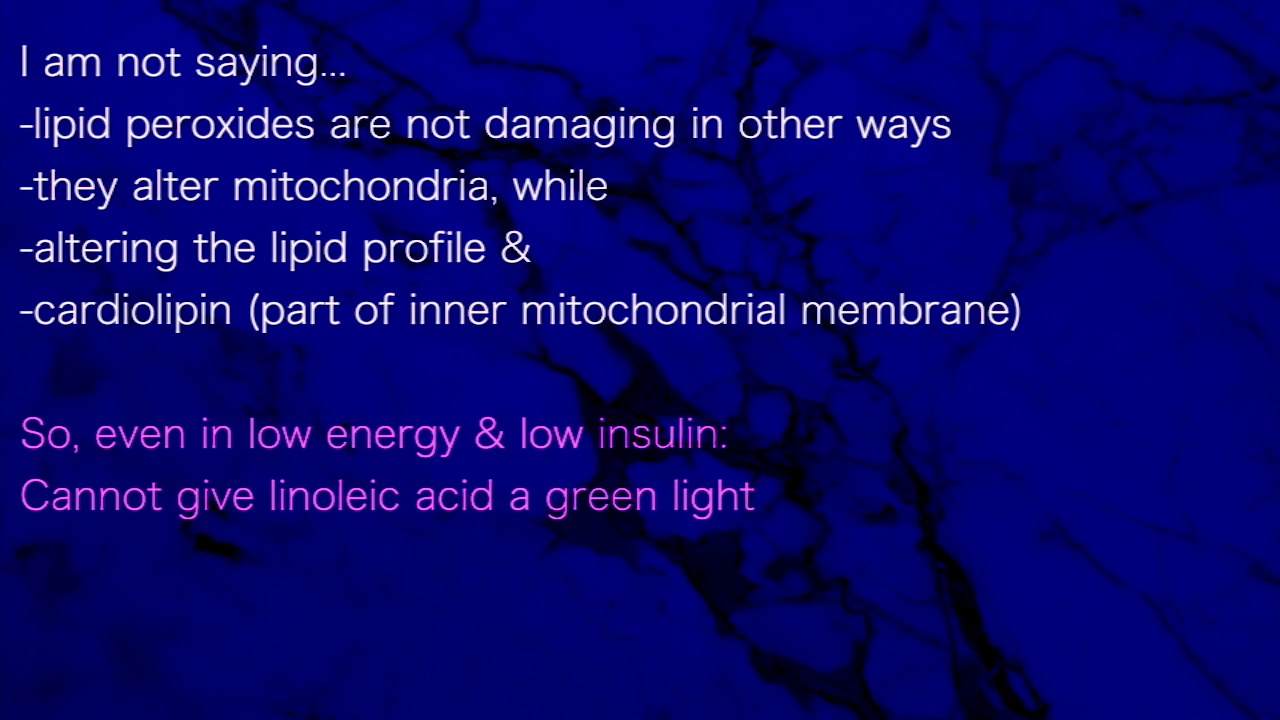 I am not saying...
-lipid peroxides are not damaging in other ways
-they alter mitochondria, while
-altering the lipid profile &
-cardiolipin (part of inner mitochondrial membrane)
So, even in low energy & low insulin:
Cannot give linoleic acid a green light